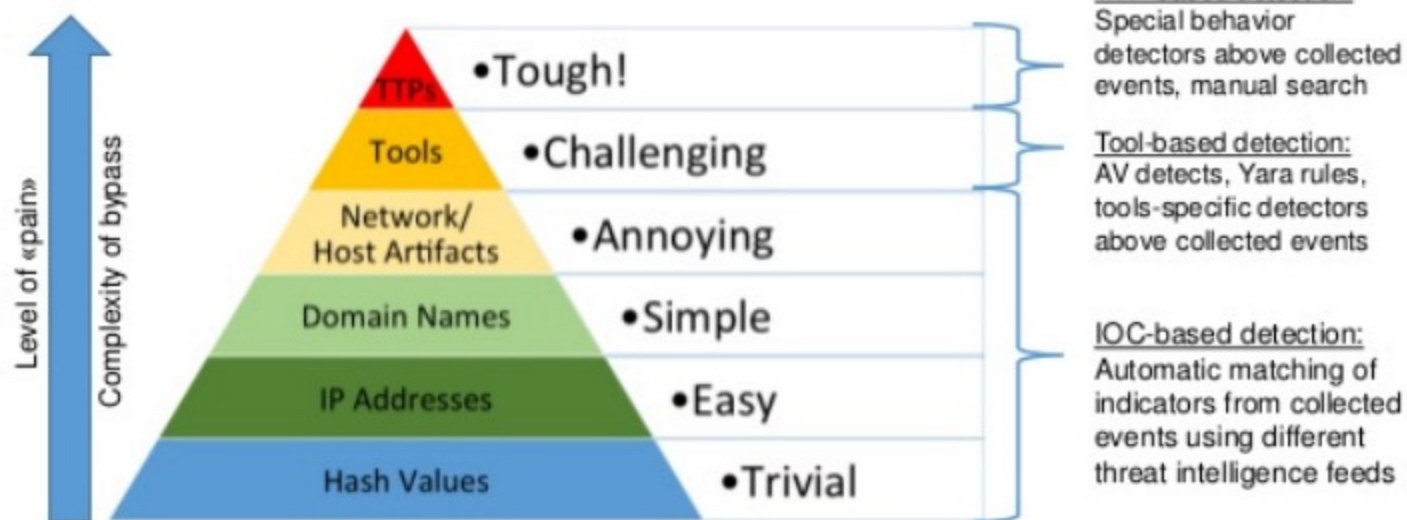 Level of «pain»
Complexity of bypass
TTPs
•Tough!
Tools
•Challenging
Network/
Host Artifacts
•Annoying
Domain Names
•Simple
IP Addresses
•Easy
Hash Values
•Trivial
Special behavior
detectors above collected
events, manual search
Tool-based detection:
AV detects, Yara rules,
tools-specific detectors
above collected events
IOC-based detection:
Automatic matching of
indicators from collected
events using different
threat intelligence feeds